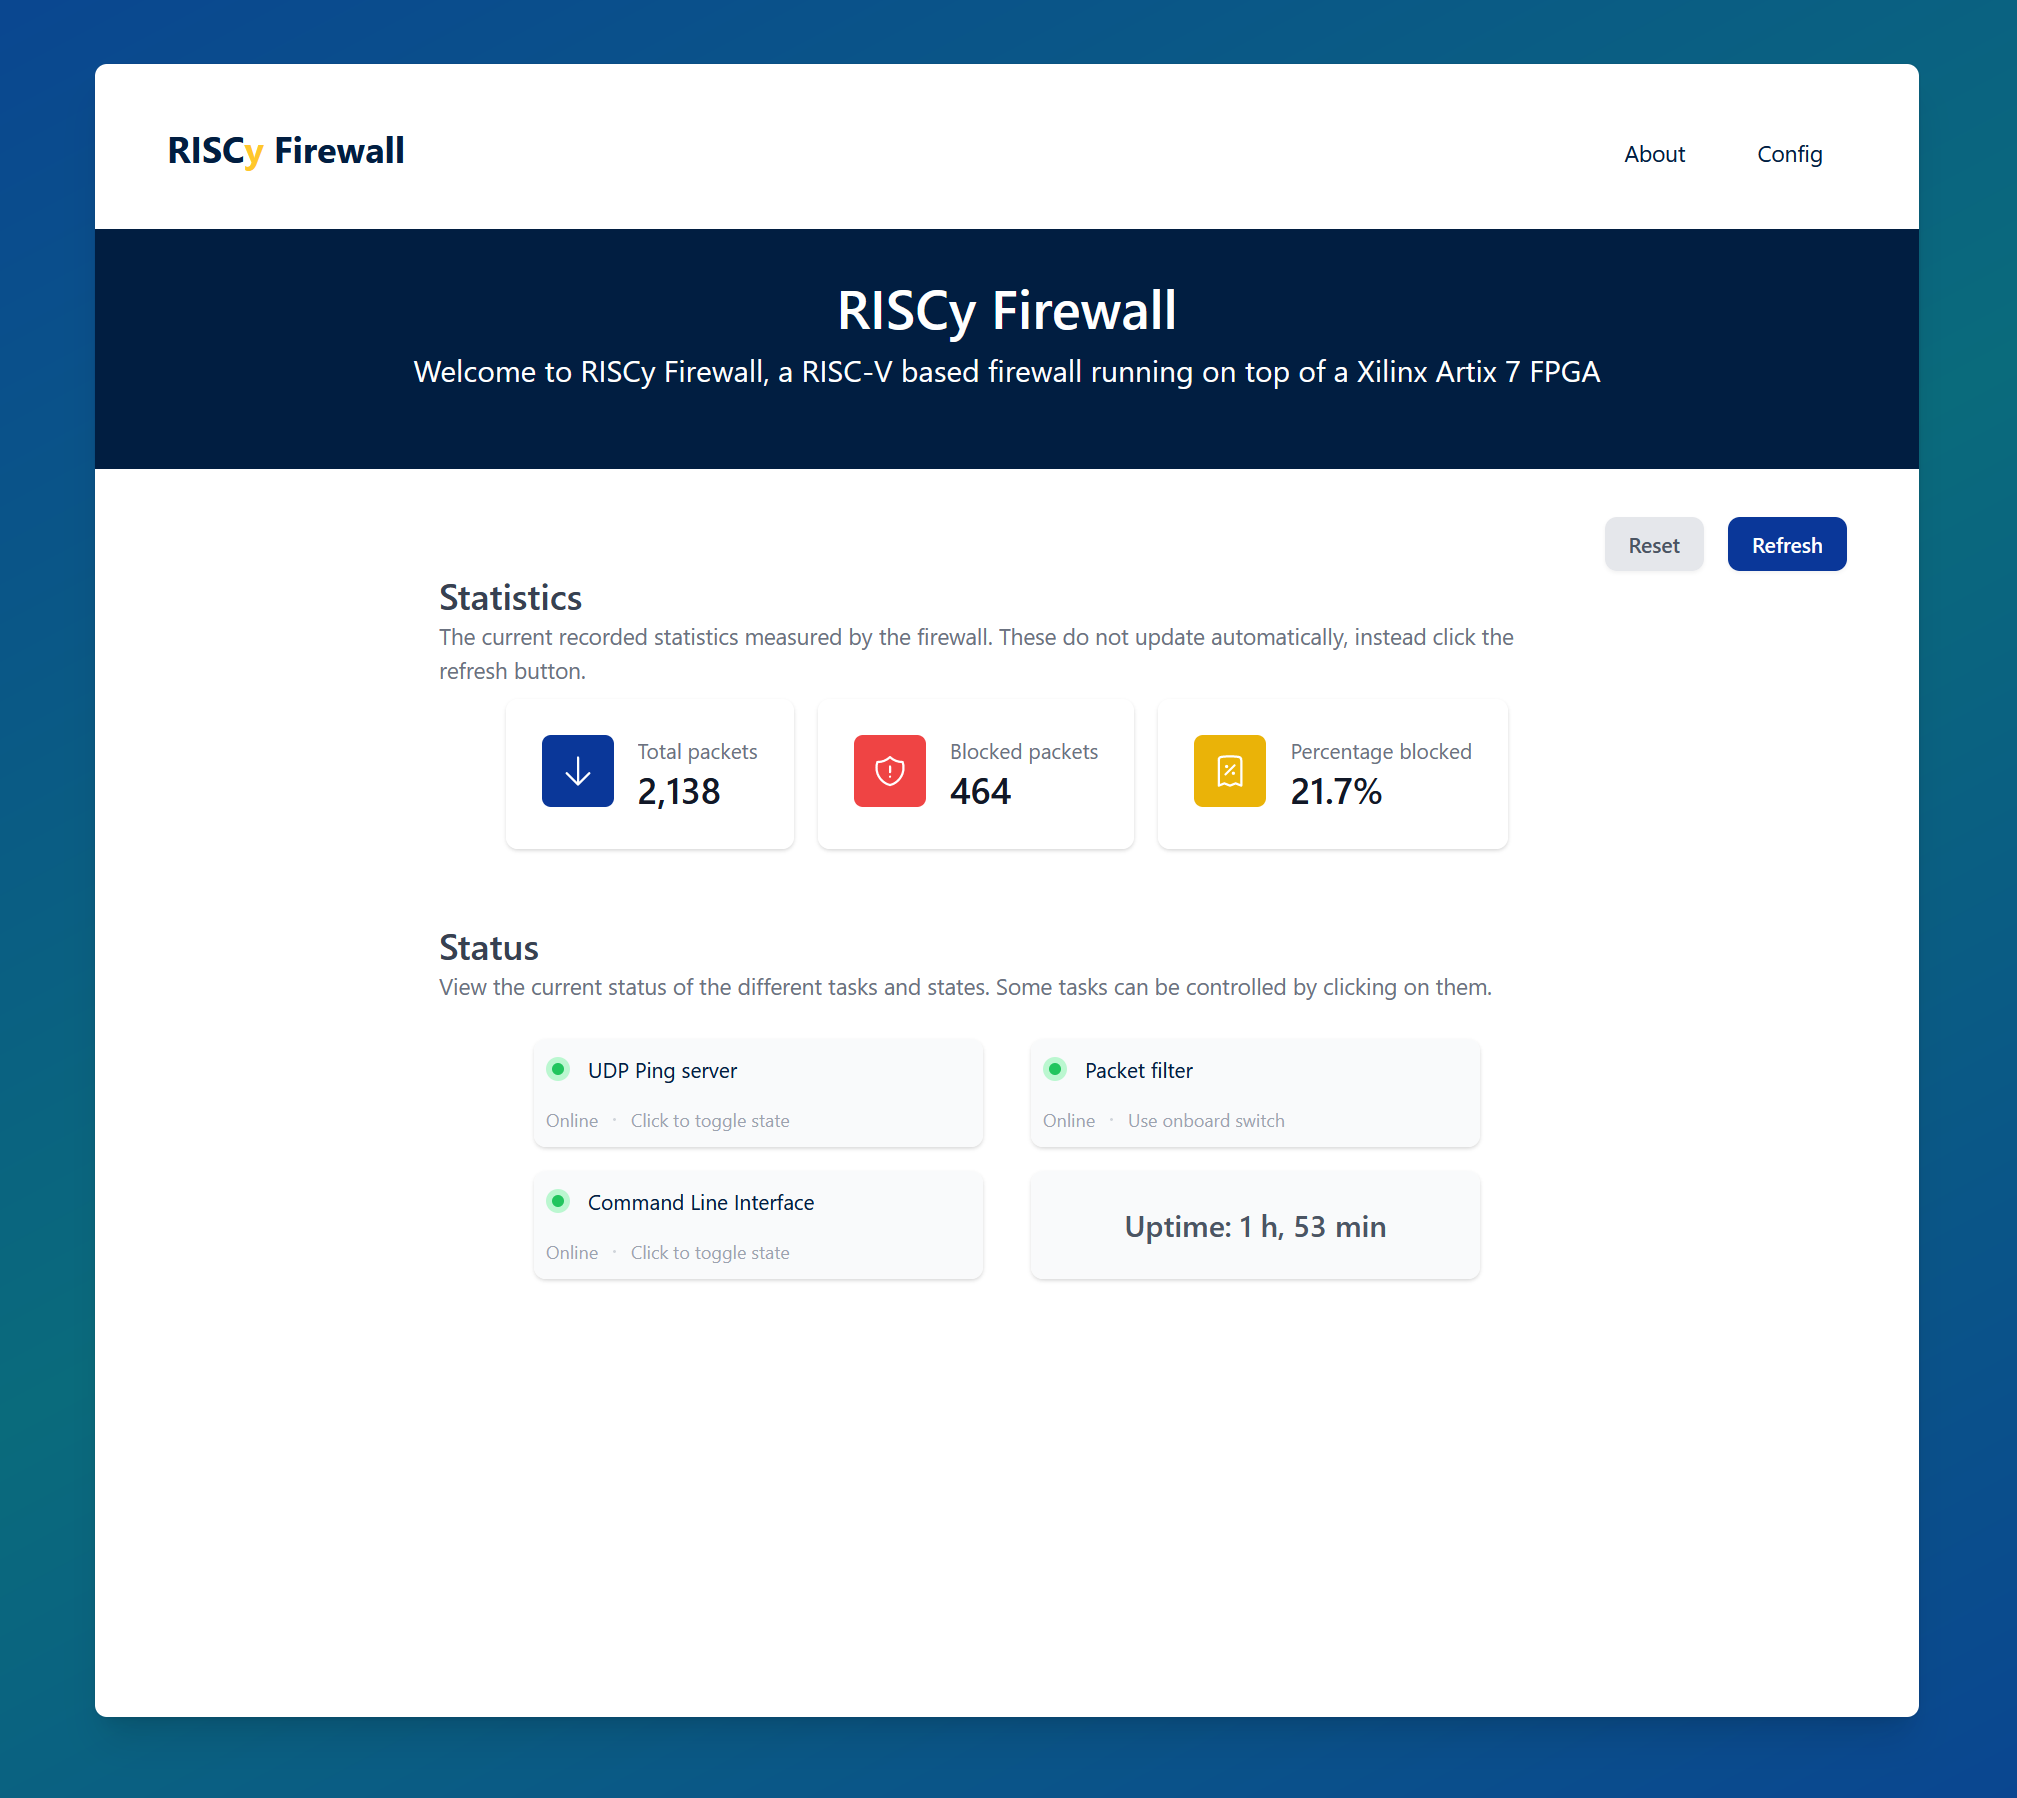 RISCy Firewall
About
Config
RISCy Firewall
Welcome to RISCy Firewall, a RISC-V based firewall running on top of a Xilinx Artix 7 FPGA
Reset
Refresh
Statistics
The current recorded statistics measured by the firewall. These do not update automatically, instead click the
refresh button.
Total packets
2,138
Blocked packets
464
Percentage blocked
21.7%
Status
View the current status of the different tasks and states. Some tasks can be controlled by clicking on them.
UDP Ping server
Online · Click to toggle state
Packet filter
Online · Use onboard switch
Command Line Interface
Online · Click to toggle state
Uptime: 1 h, 53 min